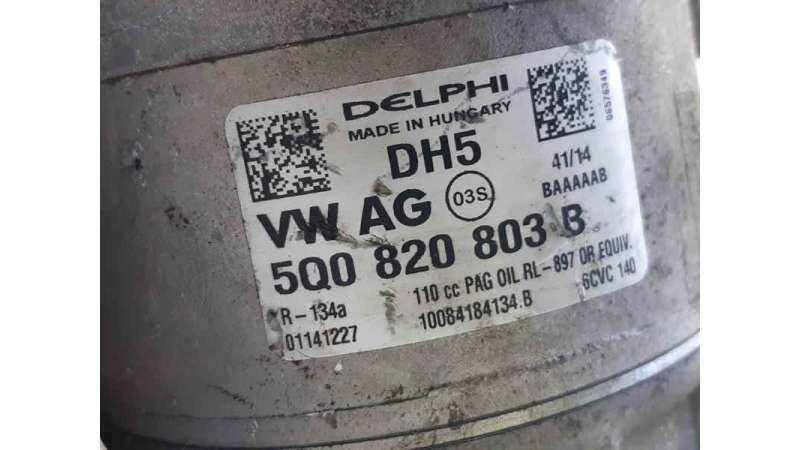 DELPHI
MADE IN HUNGARY
06576349
DH5
41/14
BAAAAAB
VW AG 03S
5Q0 820 803 B
110 cc PAG OIL RL-897 OR EQUIV.
R-134a
10084184134.B
6CVC 140
01141227